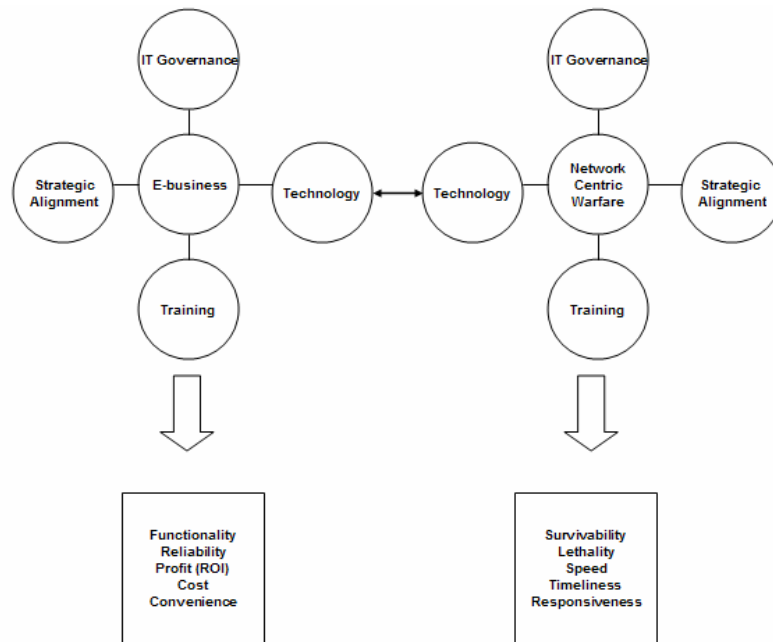 IT Governance
IT Governance
Strategic
Alignment
E-business
Technology
Technology
Network
Centric
Warfare
Strategic
Alignment
Training
Training
Functionality
Reliability
Profit (ROI)
Cost
Convenience
Survivability
Lethality
Speed
Timeliness
Responsiveness